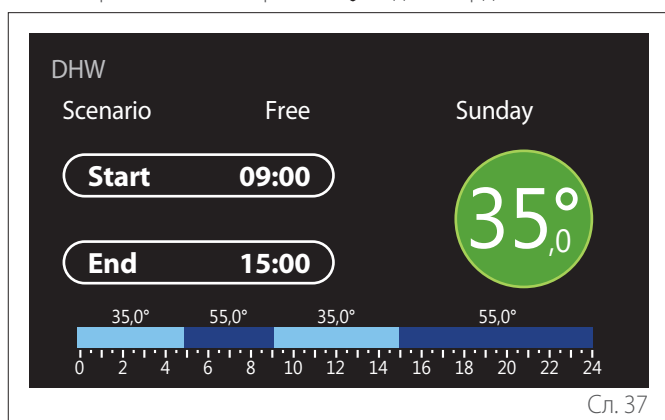 DHW
Scenario Free Sunday
Start 09:00
35,0°
End 15:00
35,0° 55,0° 35,0° 55,0°
0 2 4 6 8 10 12 14 16 18 20 22 24
Сл. 37